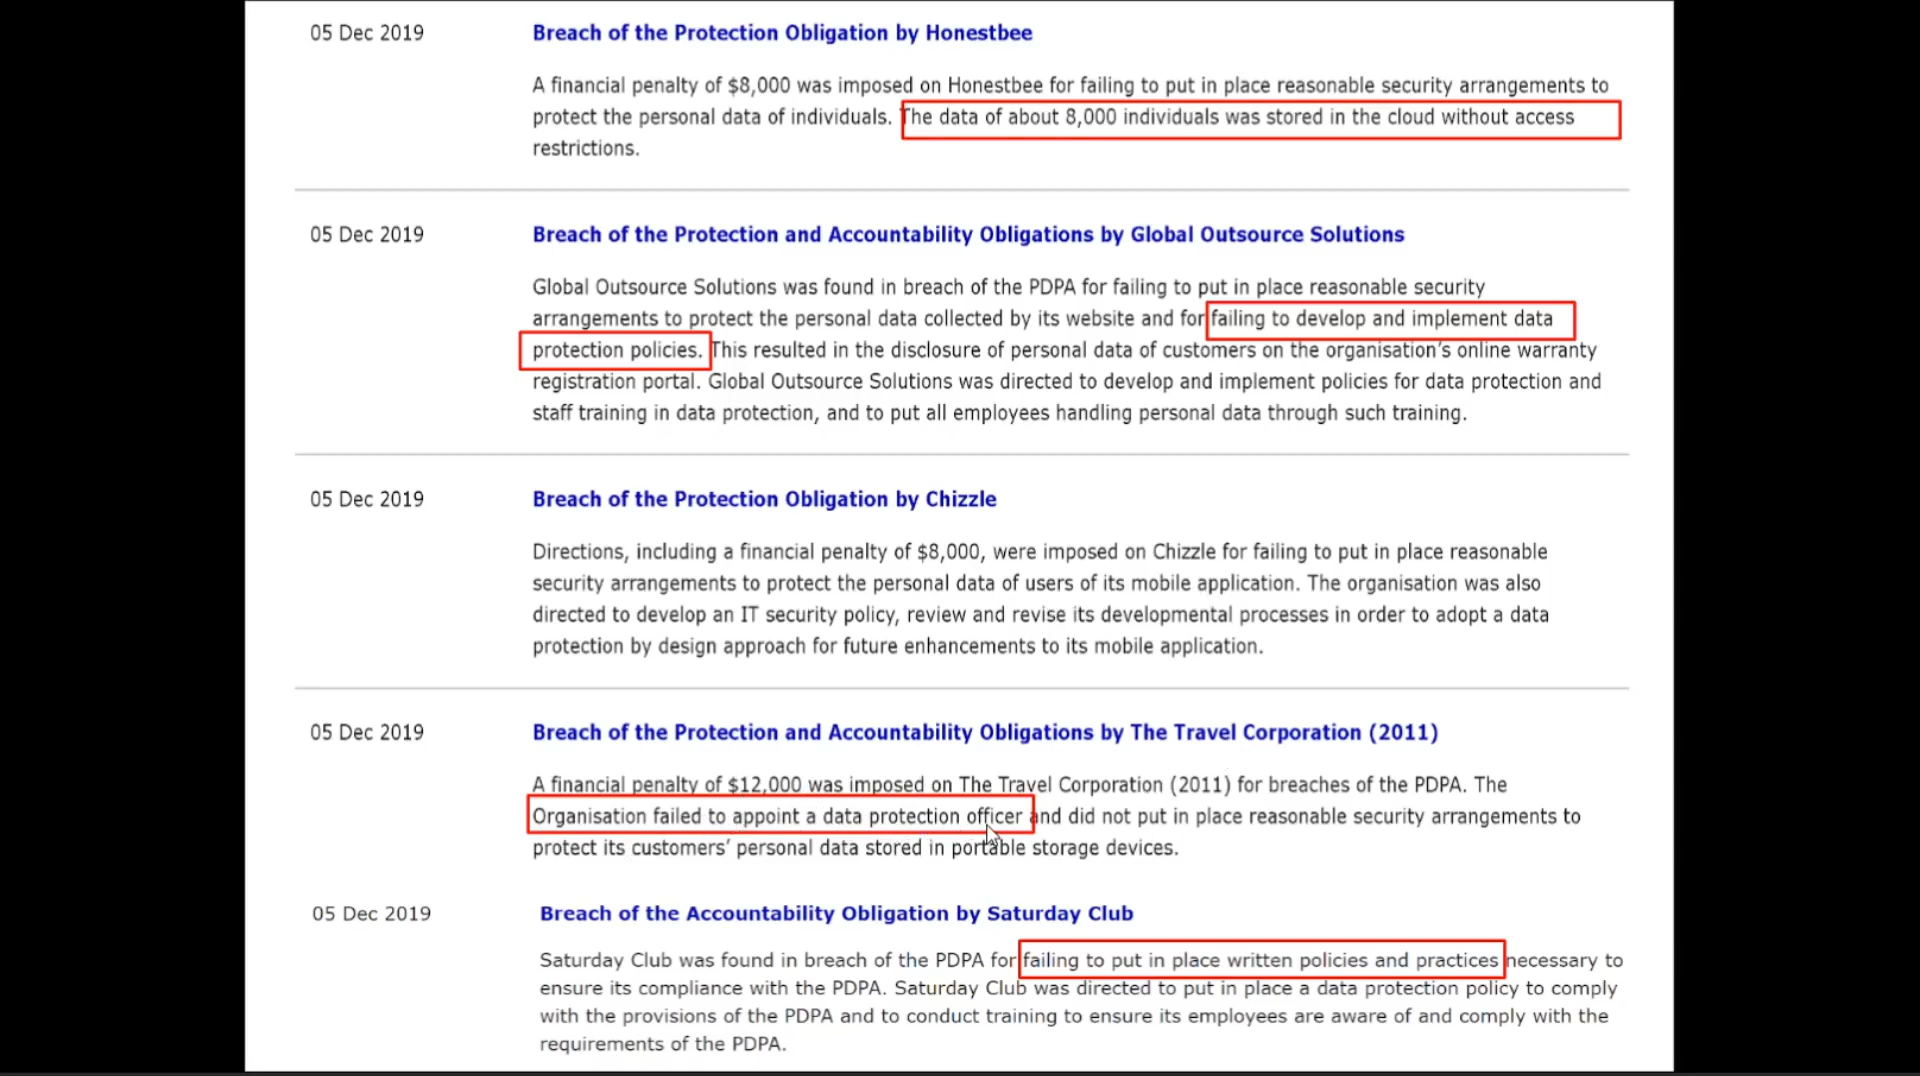 05 Dec 2019
Breach of the Protection Obligation by Honestbee
A financial penalty of $8,000 was imposed on Honestbee for failing to put in place reasonable security arrangements to
protect the personal data of individuals. The data of about 8,000 individuals was stored in the cloud without access
restrictions.
05 Dec 2019
Breach of the Protection and Accountability Obligations by Global Outsource Solutions
Global Outsource Solutions was found in breach of the PDPA for failing to put in place reasonable security
arrangements to protect the personal data collected by its website and for failing to develop and implement data
protection policies. This resulted in the disclosure of personal data of customers on the organisation's online warranty
registration portal. Global Outsource Solutions was directed to develop and implement policies for data protection and
staff training in data protection, and to put all employees handling personal data through such training.
05 Dec 2019
Breach of the Protection Obligation by Chizzle
Directions, including a financial penalty of $8,000, were imposed on Chizzle for failing to put in place reasonable
security arrangements to protect the personal data of users of its mobile application. The organisation was also
directed to develop an IT security policy, review and revise its developmental processes in order to adopt a data
protection by design approach for future enhancements to its mobile application.
05 Dec 2019
Breach of the Protection and Accountability Obligations by The Travel Corporation (2011)
A financial penalty of $12,000 was imposed on The Travel Corporation (2011) for breaches of the PDPA. The
Organisation failed to appoint a data protection officer and did not put in place reasonable security arrangements to
protect its customers' personal data stored in portable storage devices.
05 Dec 2019
Breach of the Accountability Obligation by Saturday Club
Saturday Club was found in breach of the PDPA for failing to put in place written policies and practices necessary to
ensure its compliance with the PDPA. Saturday Club was directed to put in place a data protection policy to comply
with the provisions of the PDPA and to conduct training to ensure its employees are aware of and comply with the
requirements of the PDPA.